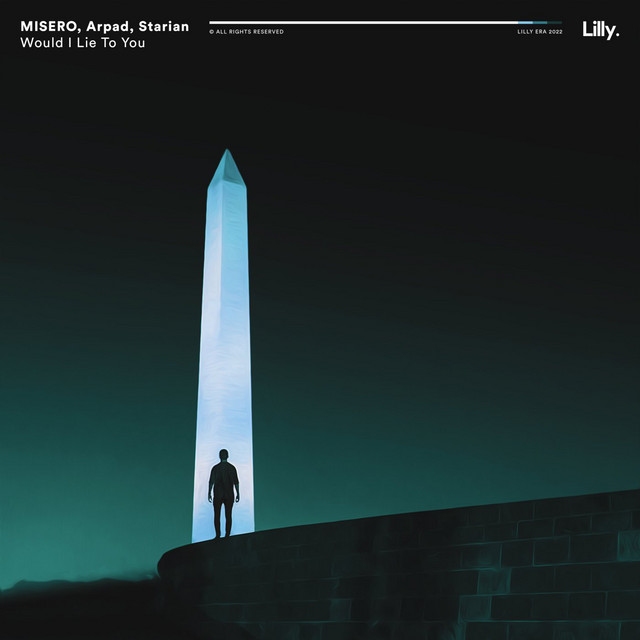 MISERO, Arpad, Starian
Would I Lie To You
© ALL RIGHTS RESERVED
LILLY ERA 2022
Lilly.